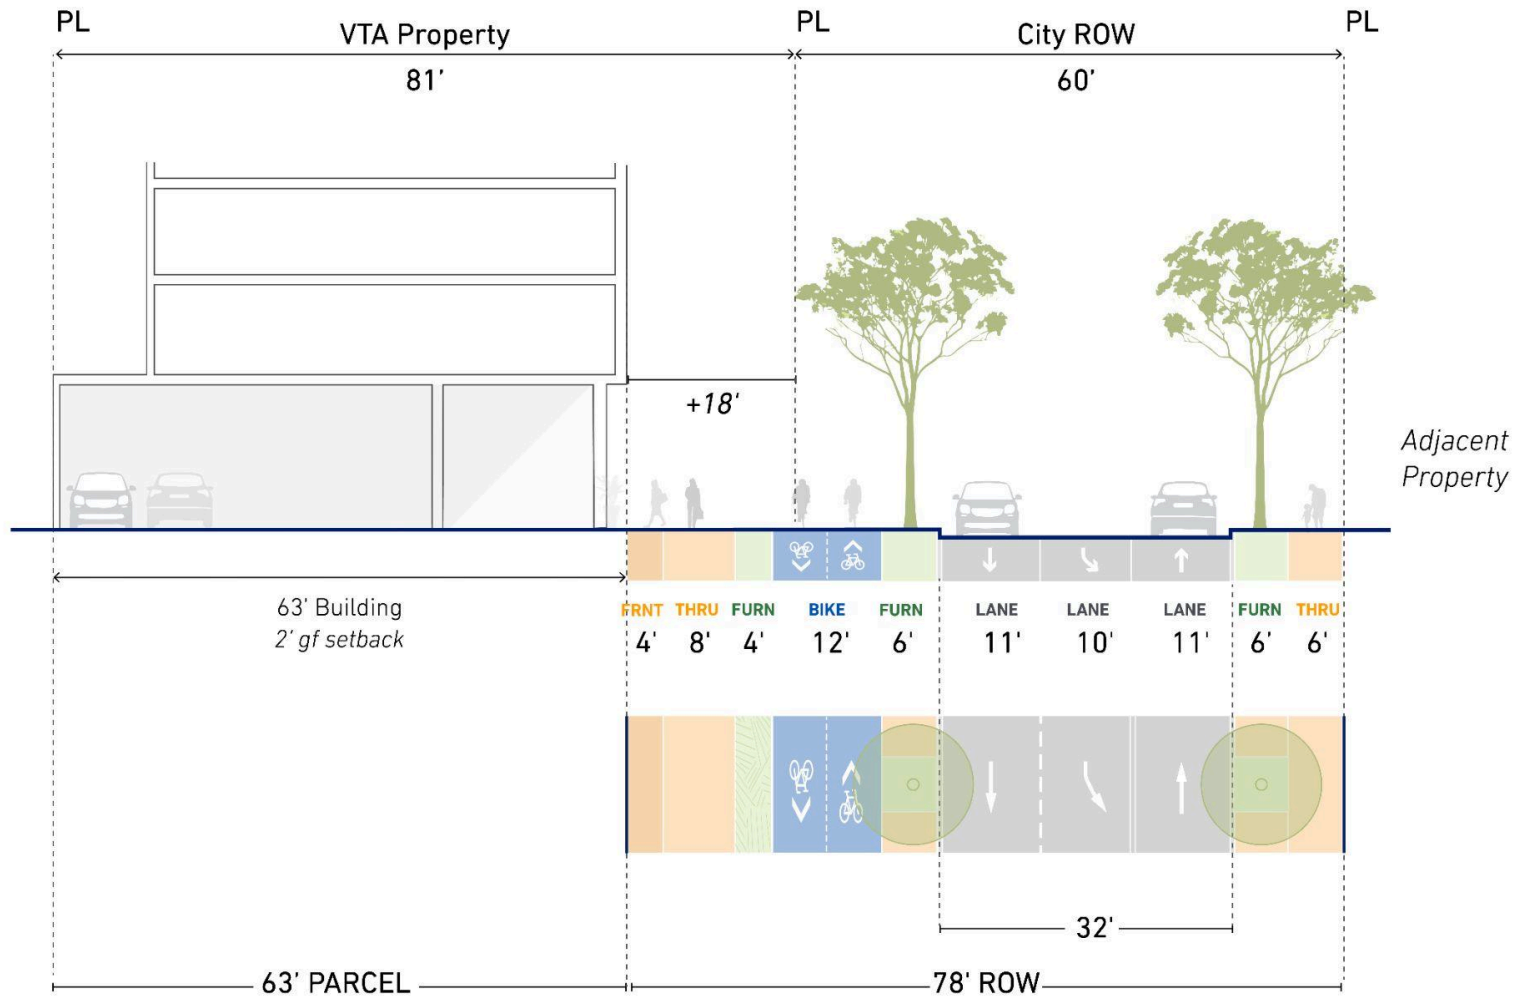 PL
PL
PL
VTA Property
City ROW
81'
60'
+18'
Adjacent
Property
63' Building
2' gf setback
FRNT THRU FURN BIKE FURN LANE LANE LANE FURN THRU
4' 8' 4' 12' 6' 11' 10' 11' 6' 6'
32'
63' PARCEL
78' ROW